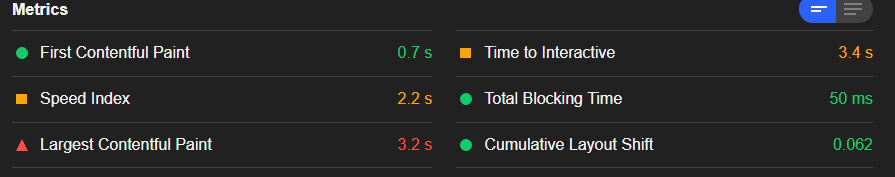 Metrics
First Contentful Paint 0.7 s
Time to Interactive 3.4 s
Speed Index 2.2 s
Total Blocking Time 50 ms
Largest Contentful Paint 3.2 s
Cumulative Layout Shift 0.062